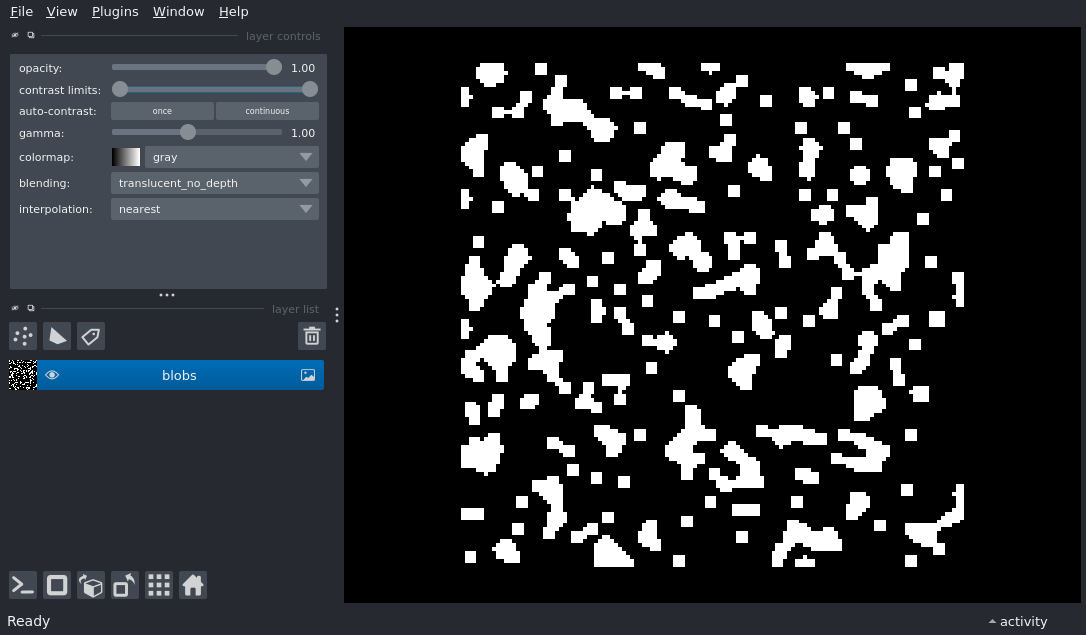 File View Plugins Window Help
layer controls
opacity: 1.00
contrast limits:
auto-contrast: once continuous
gamma: 1.00
colormap: gray
blending: translucent_no_depth
interpolation: nearest
layer list
blobs
Ready activity